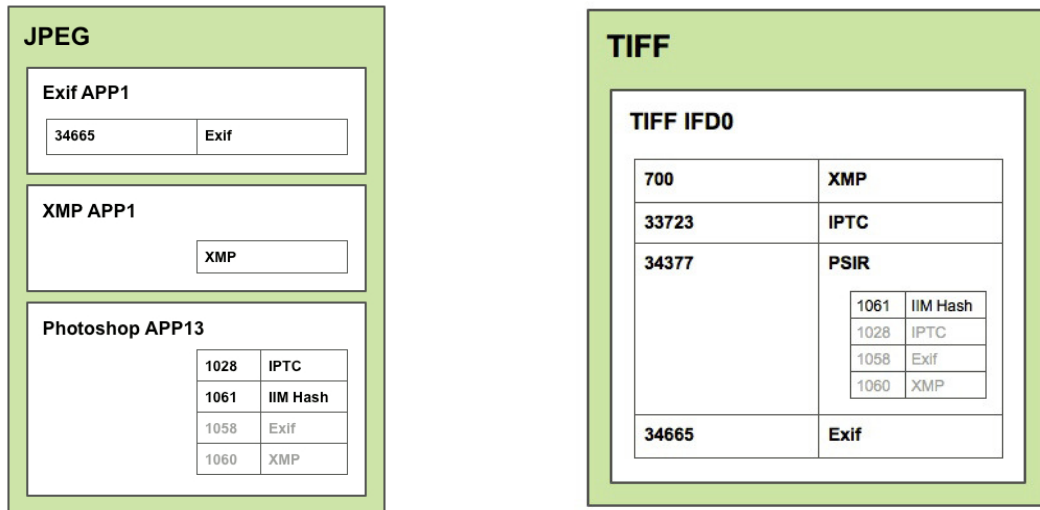 JPEG
Exif APP1
34665 Exif
XMP APP1
XMP
Photoshop APP13
1028 IPTC
1061 IIM Hash
1058 Exif
1060 XMP
TIFF
TIFF IFD0
700 XMP
33723 IPTC
34377 PSIR
1061 IIM Hash
1028 IPTC
1058 Exif
1060 XMP
34665 Exif